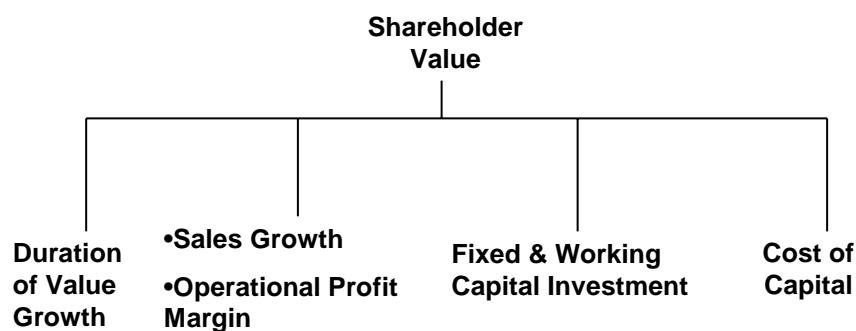 Shareholder
Value
Duration
of Value
Growth
•Sales Growth
•Operational Profit
Margin
Fixed & Working
Capital Investment
Cost of
Capital